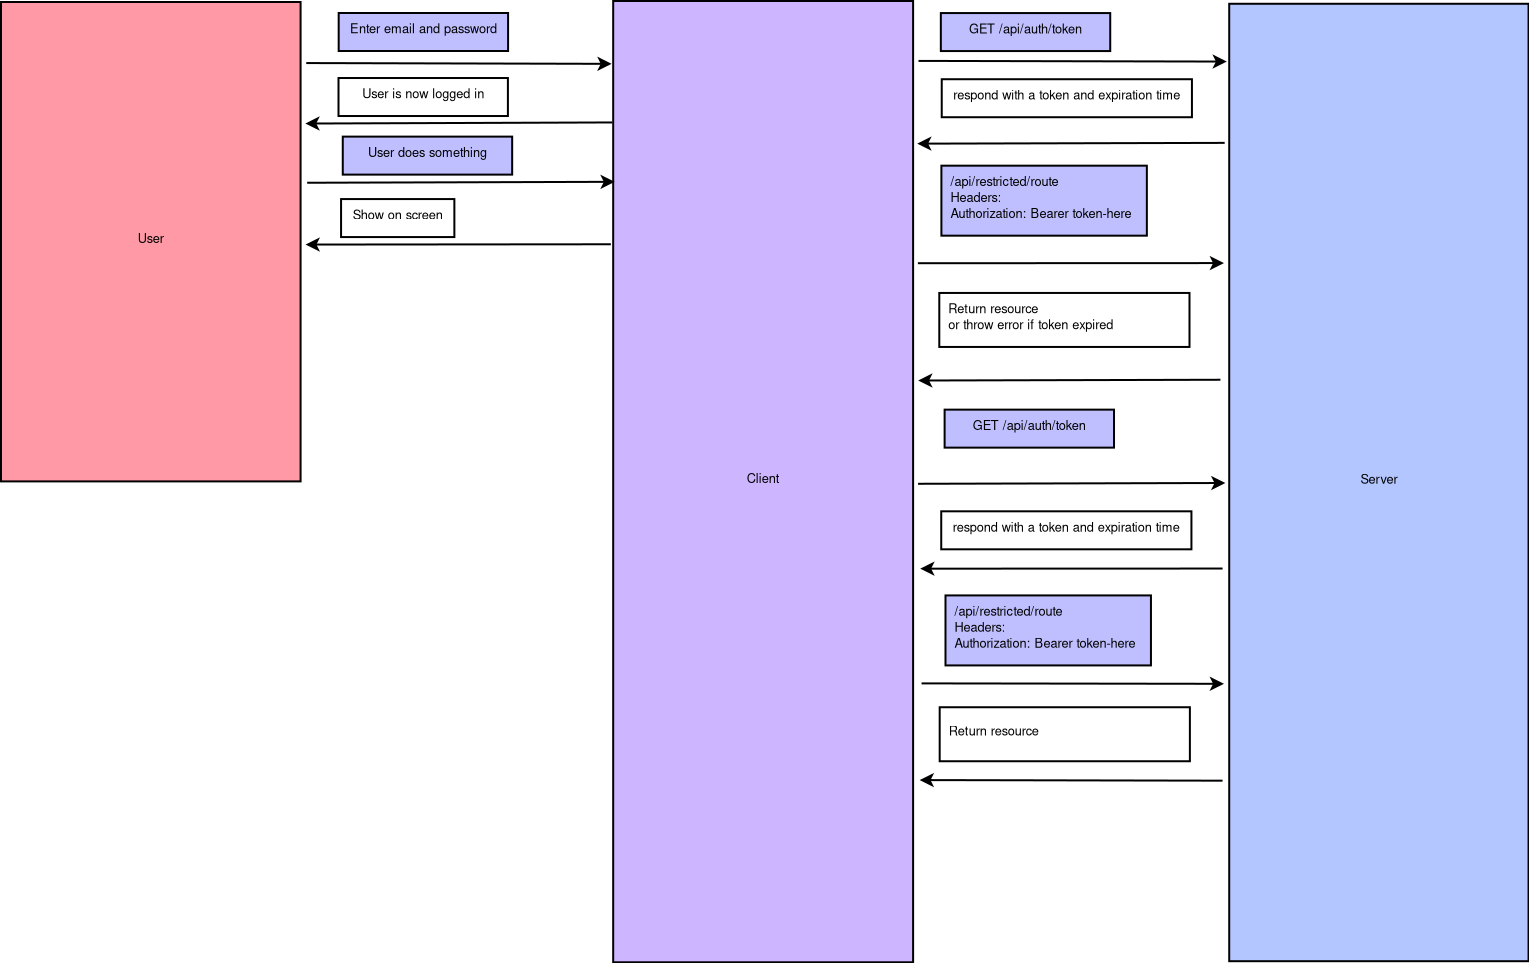 Enter email and password
User is now logged in
User does something
Show on screen
User
Client
GET /api/auth/token
respond with a token and expiration time
/api/restricted/route
Headers:
Authorization: Bearer token-here
Return resource
or throw error if token expired
GET /api/auth/token
respond with a token and expiration time
/api/restricted/route
Headers:
Authorization: Bearer token-here
Return resource
Server